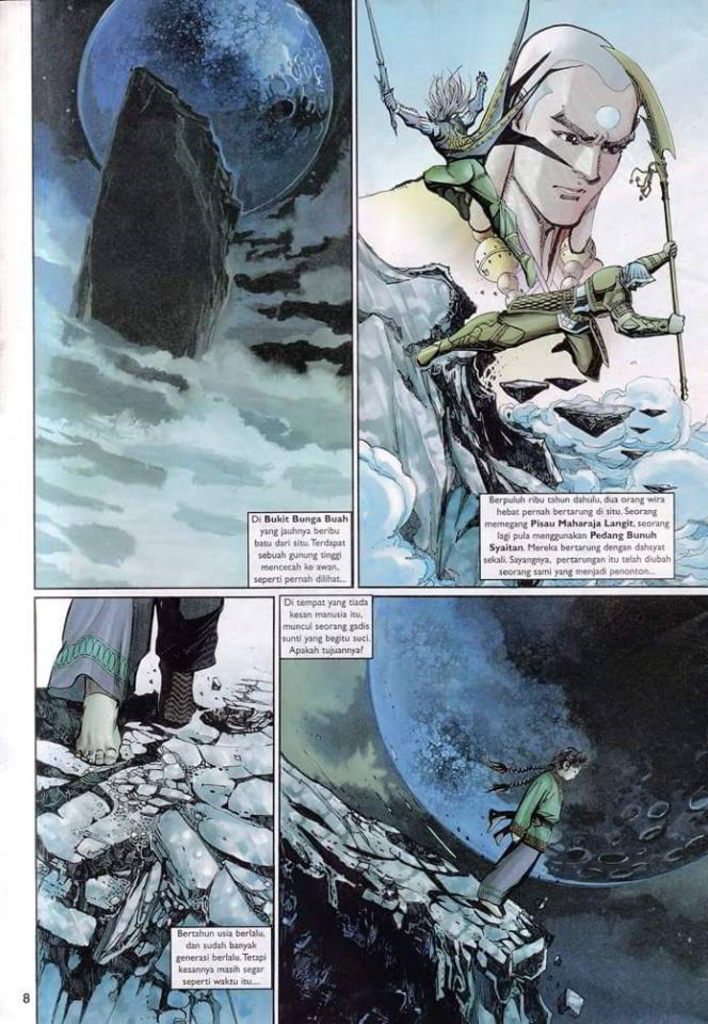 Di Bukit Bunga Buah
yang jauhnya beribu
batu dari situ. Terdapat
sebuah gunung tinggi
mencecah ke awan,
seperti pernah dilihat...
Berpuluh ribu tahun dahulu, dua orang wira
hebat pernah bertarung di situ. Seorang
memegang Pisau Maharaja Langit, seorang
lagi pula menggunakan Pedang Bunuh
Syaitan. Mereka bertarung dengan dahsyat
sekali. Sayangnya, pertarungan itu telah diubah
seorang sami yang menjadi penonton...
Di tempat yang tiada
kesan manusia itu,
muncul seorang gadis
sunti yang begitu suci.
Apakah tujuannya?
Bertahun usia berlalu,
dan sudah banyak
generasi berlalu. Tetapi
kesannya masih segar
seperti waktu itu....
8